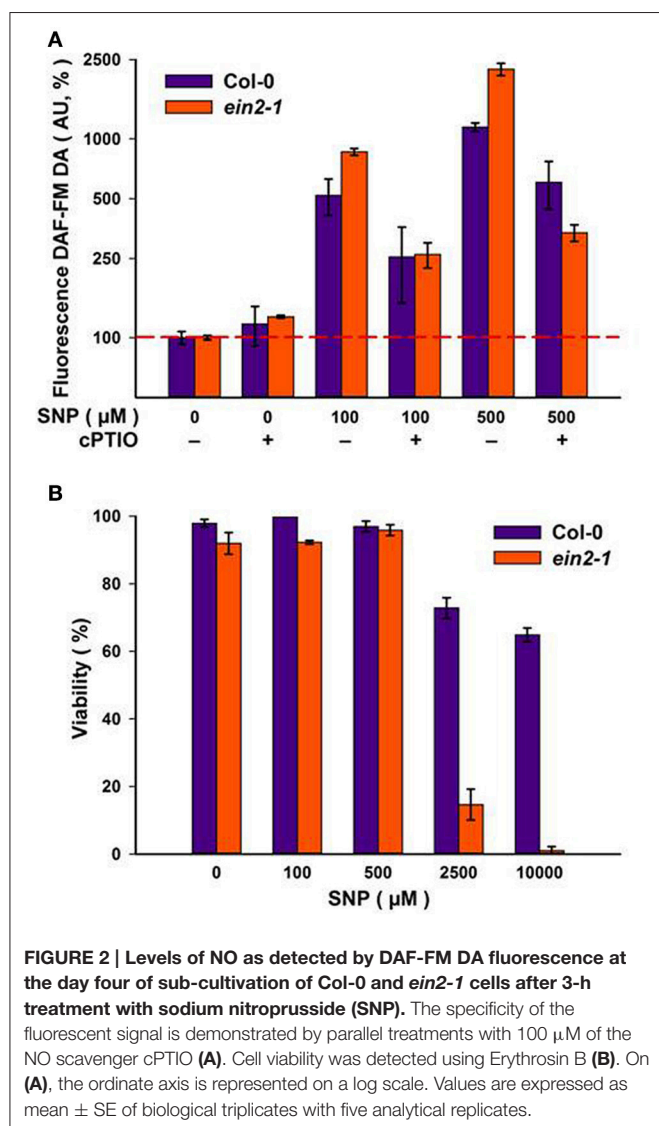 A
Fluorescence DAF-FM DA ( AU, % )
2500
1000
500
250
100
Col-0
ein2-1
SNP ( µM ) 0 0 100 100 500 500
cPTIO – + – + – +
B
Viability ( % )
100
80
60
40
20
0
Col-0
ein2-1
0 100 500 2500 10000
SNP ( µM )
FIGURE 2 | Levels of NO as detected by DAF-FM DA fluorescence at
the day four of sub-cultivation of Col-0 and ein2-1 cells after 3-h
treatment with sodium nitroprusside (SNP). The specificity of the
fluorescent signal is demonstrated by parallel treatments with 100 µM of the
NO scavenger cPTIO (A). Cell viability was detected using Erythrosin B (B). On
(A), the ordinate axis is represented on a log scale. Values are expressed as
mean ± SE of biological triplicates with five analytical replicates.